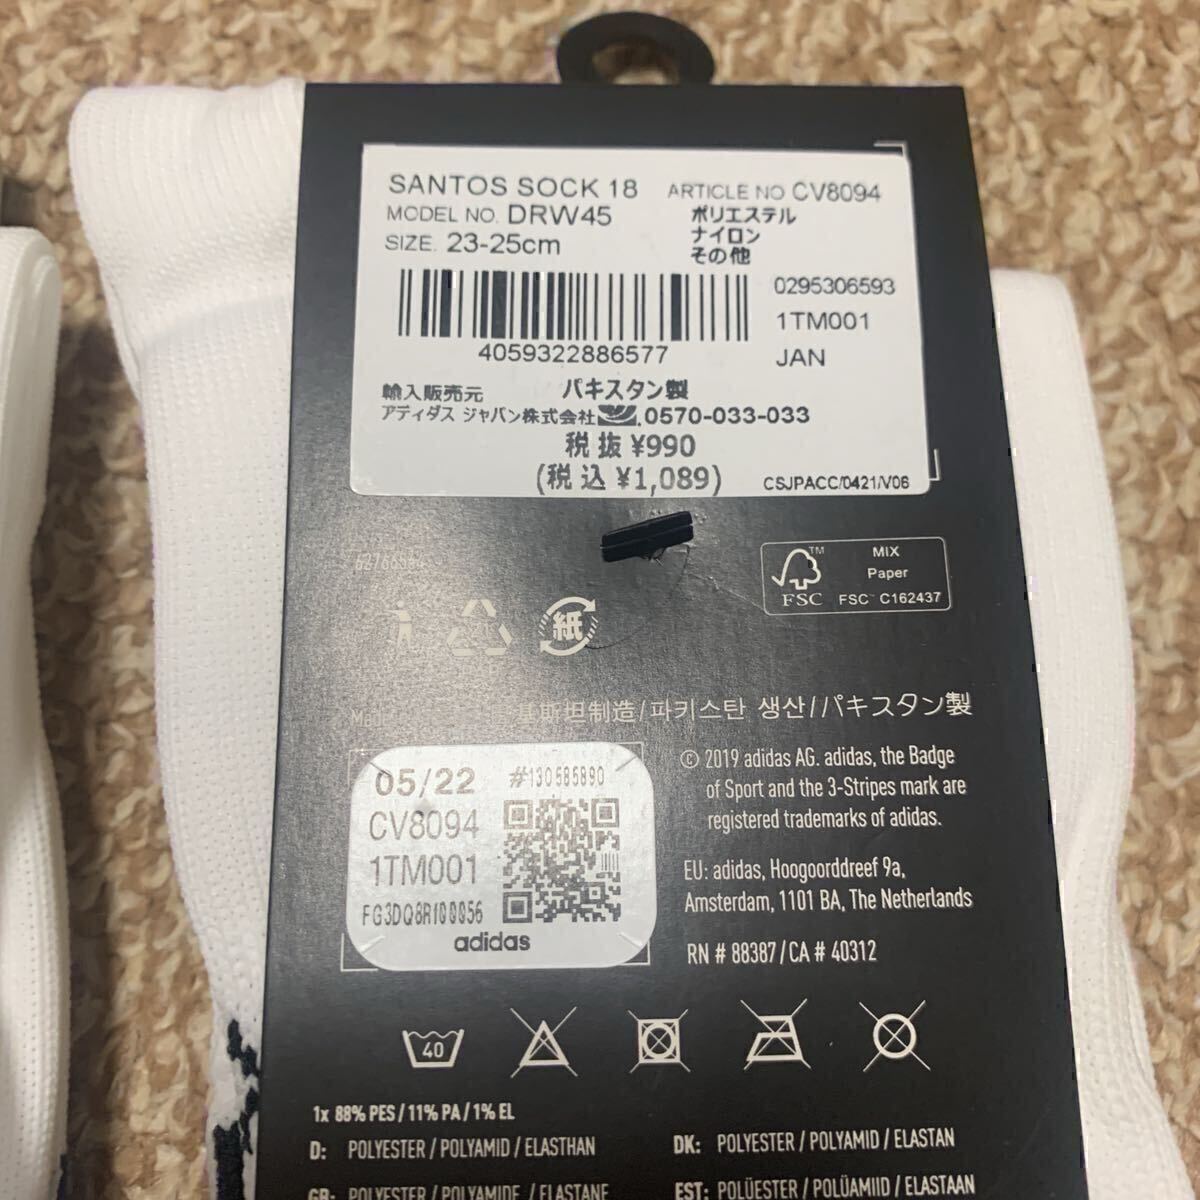 SANTOS SOCK 18 ARTICLE NO CV8094
MODEL NO. DRW45 ポリエステル
ナイロン
SIZE. 23-25cm その他
0295306593
1TM001
4059322886577 JAN
輸入販売元 パキスタン製
アディダス ジャパン株式会社 0570-033-033
税抜 ¥990
(税込 ¥1,089) CSJPACC/0421/V06
FSC™
MIX
Paper
FSC™ C162437
紙
Made 基斯坦制造/파키스탄 생산//パキスタン製
05/22 #130585890
CV8094
1TM001
FG3DQ8RI00056
adidas
© 2019 adidas AG. adidas, the Badge
of Sport and the 3-Stripes mark are
registered trademarks of adidas.
EU: adidas, Hoogoorddreef 9a,
Amsterdam, 1101 BA, The Netherlands
RN # 88387 / CA # 40312
40
1x 88% PES / 11% PA / 1% EL
D: POLYESTER / POLYAMID / ELASTHAN
DK: POLYESTER / POLYAMID / ELASTAN
GB: POLYESTER / POLYAMIDE / ELASTANE
EST: POLÜESTER / POLÜAMIID / ELASTAAN